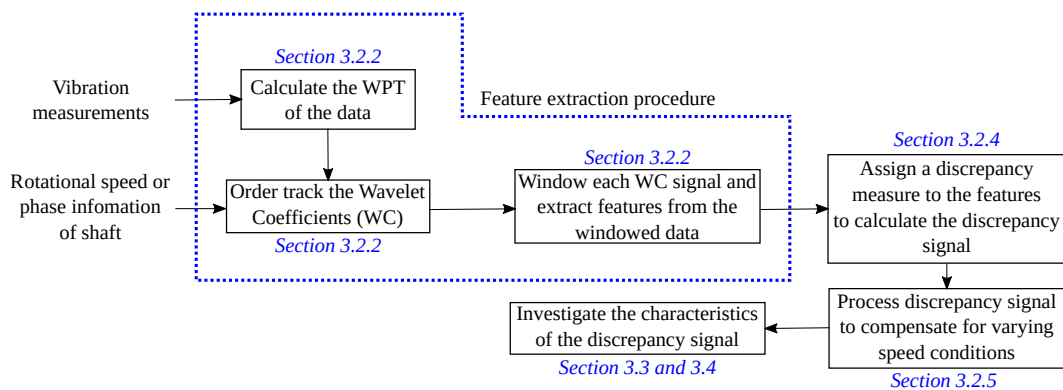 Section 3.2.2
Vibration
measurements
Calculate the WPT
of the data
Feature extraction procedure
Rotational speed or
phase infomation
of shaft
Order track the Wavelet
Coefficients (WC)
Section 3.2.2
Section 3.2.2
Window each WC signal and
extract features from the
windowed data
Section 3.2.4
Assign a discrepancy
measure to the features
to calculate the discrepancy
signal
Process discrepancy signal
to compensate for varying
speed conditions
Section 3.2.5
Investigate the characteristics
of the discrepancy signal
Section 3.3 and 3.4